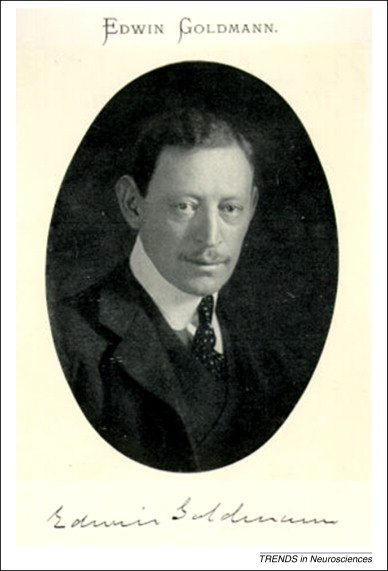 EDWIN GOLDMANN.
Edwin Goldmann
TRENDS in Neurosciences